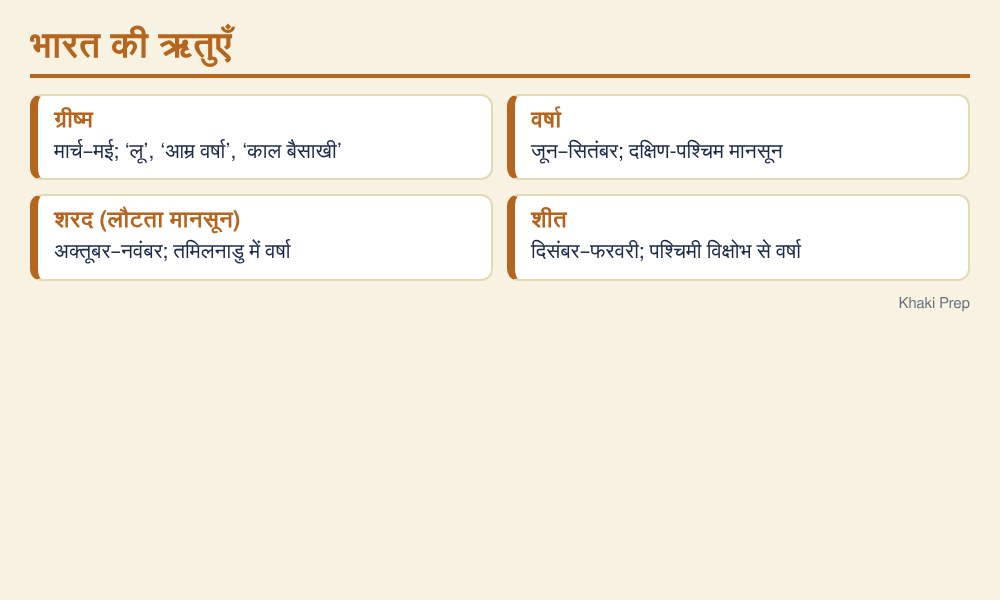 भारत की ऋतुएँ
ग्रीष्म
मार्च–मई; ‘लू’, ‘आम्र वर्षा’, ‘काल बैसाखी’
वर्षा
जून–सितंबर; दक्षिण-पश्चिम मानसून
शरद (लौटता मानसून)
अक्तूबर–नवंबर; तमिलनाडु में वर्षा
शीत
दिसंबर–फरवरी; पश्चिमी विक्षोभ से वर्षा
Khaki Prep